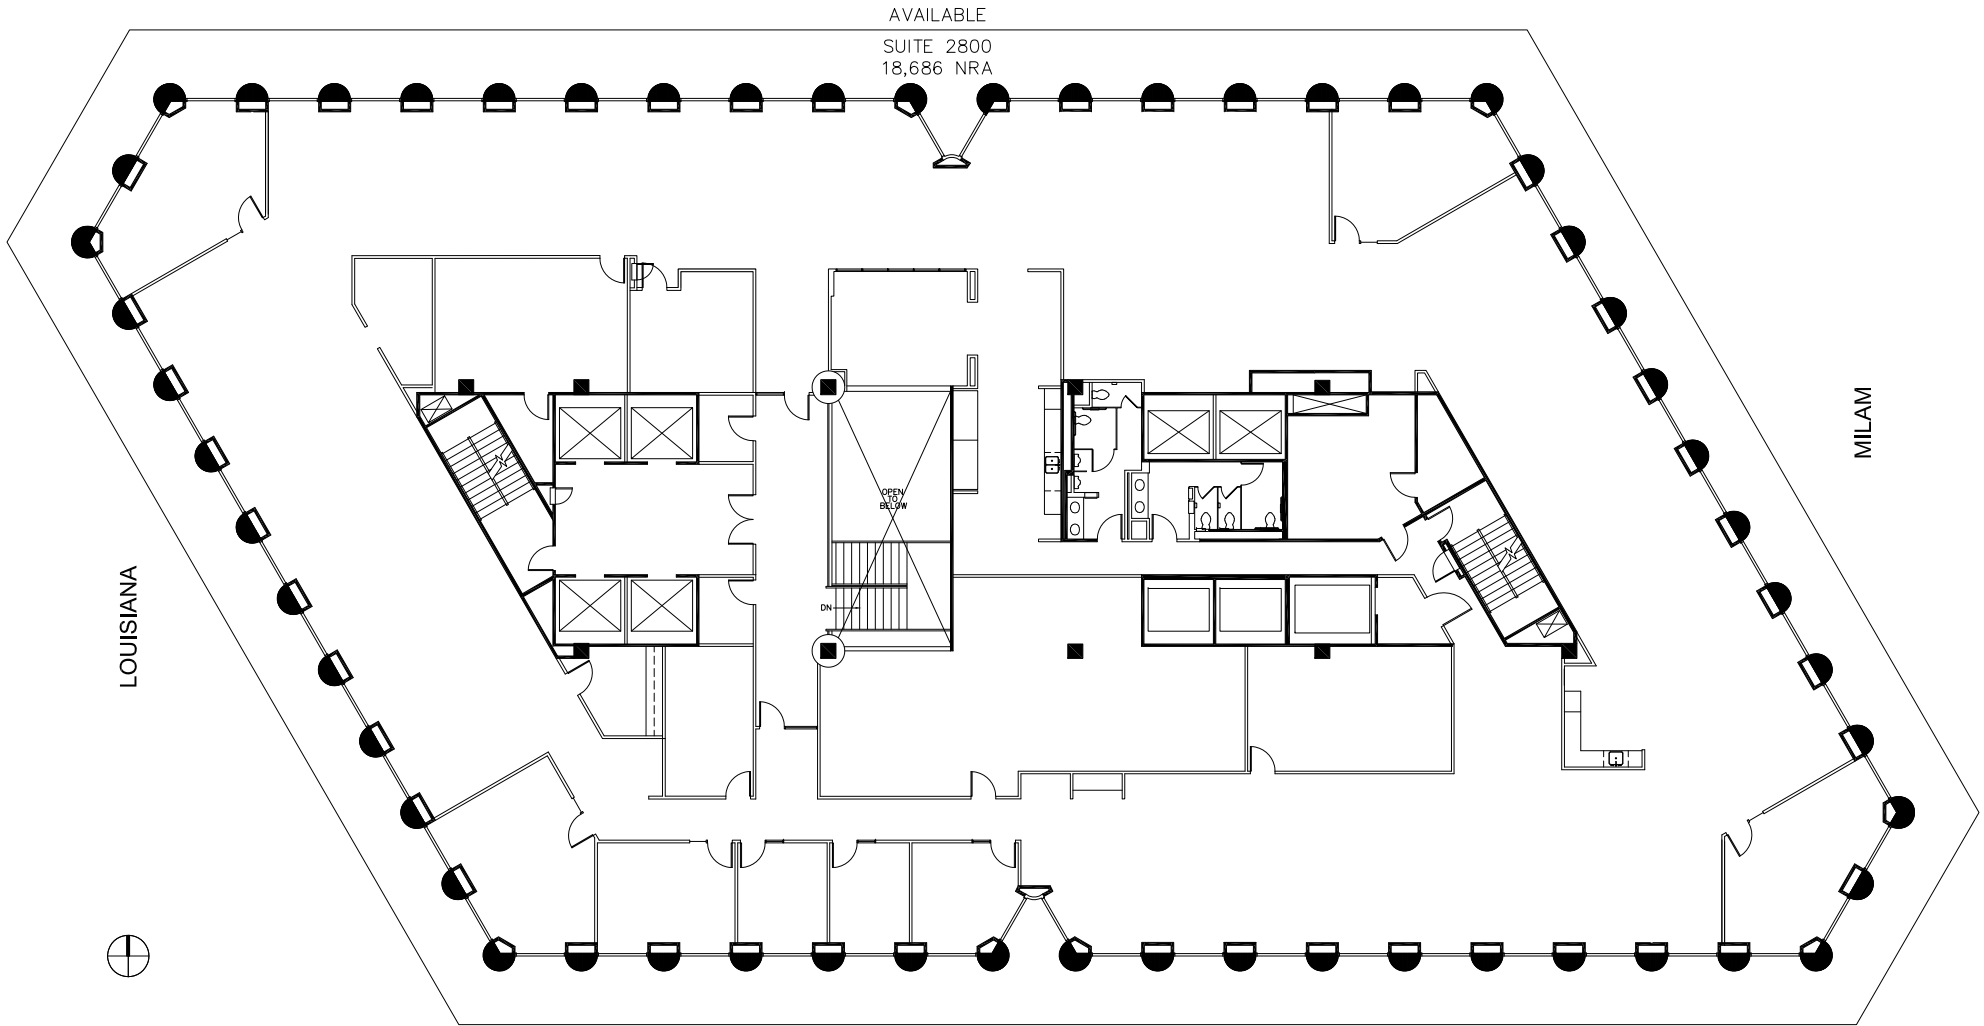 AVAILABLE
SUITE 2800
18,686 NRA
MILAM
OPEN
TO
BELOW
LOUISIANA
DN